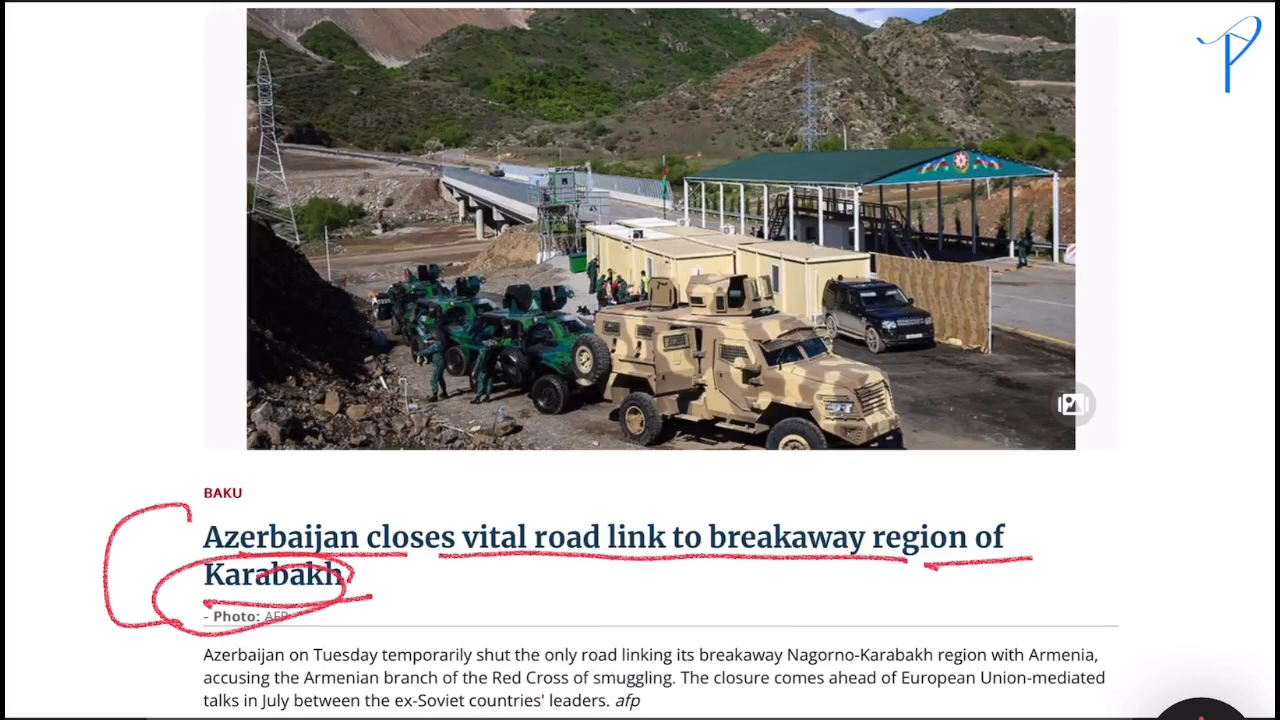 BAKU
Azerbaijan closes vital road link to breakaway region of
Karabakh
- Photo: AFP
Azerbaijan on Tuesday temporarily shut the only road linking its breakaway Nagorno-Karabakh region with Armenia,
accusing the Armenian branch of the Red Cross of smuggling. The closure comes ahead of European Union-mediated
talks in July between the ex-Soviet countries' leaders. afp